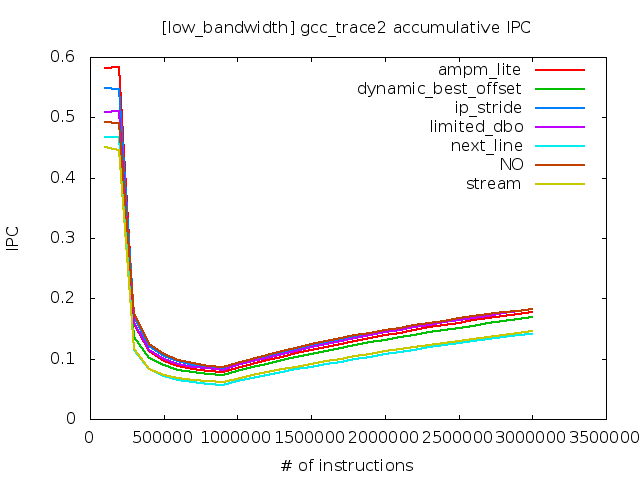 [low_bandwidth] gcc_trace2 accumulative IPC
0.6
0.5
0.4
0.3
0.2
0.1
0
IPC
ampm_lite
dynamic_best_offset
ip_stride
limited_dbo
next_line
NO
stream
0 500000 1000000 1500000 2000000 2500000 3000000 3500000
# of instructions